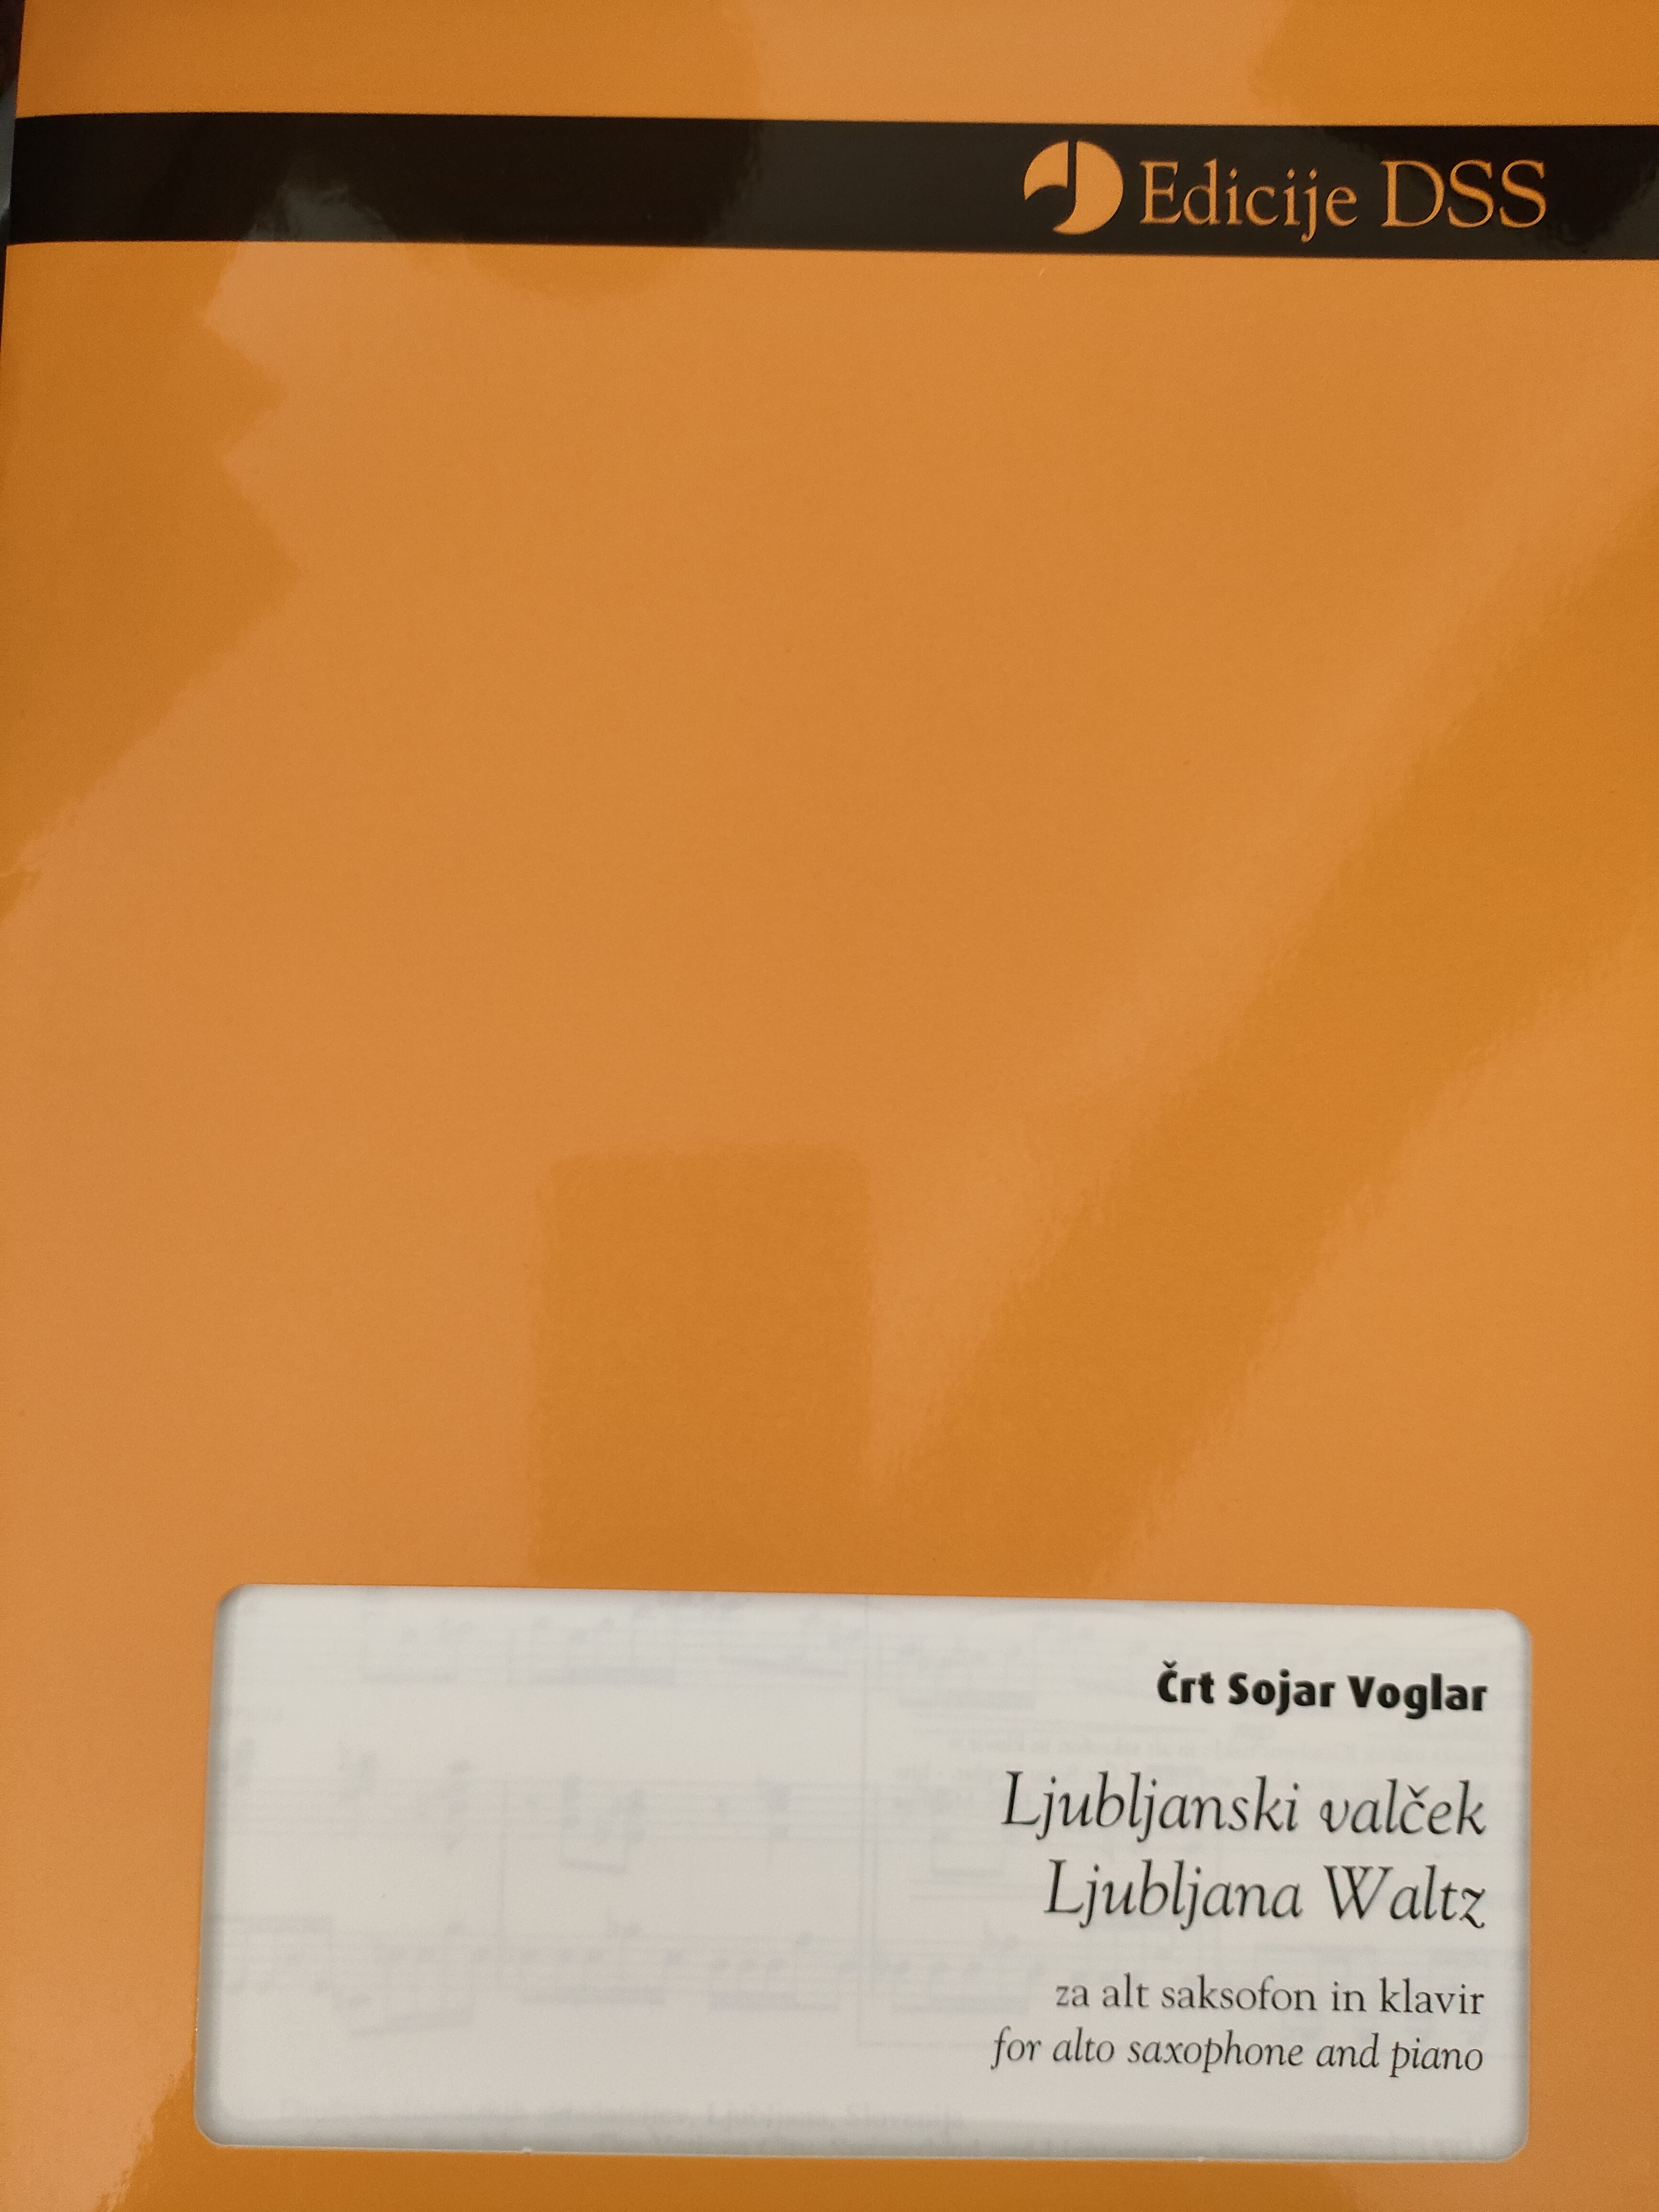 Edicije DSS
Črt Sojar Voglar
Ljubljanski valček
Ljubljana Waltz
za alt saksofon in klavir
for alto saxophone and piano